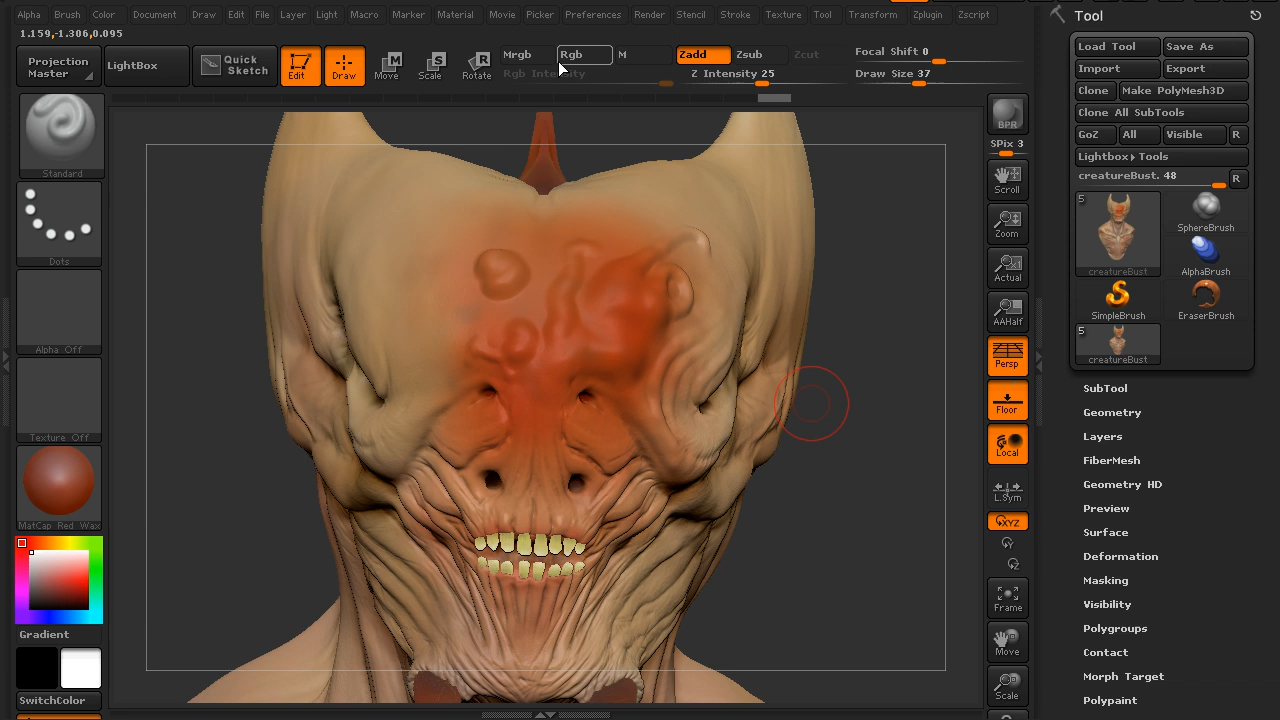 Alpha Brush Color Document Draw Edit File Layer Light Macro Marker Material Movie Picker Preferences Render Stencil Stroke Texture Tool Transform Zplugin Zscript
1.159,-1.306,0.095
Projection Master
LightBox
Quick Sketch
Edit
Draw
Move
Scale
Rotate
Mrgb Rgb M
Rgb Intensity
Zadd Zsub Zcut
Z Intensity 25
Focal Shift 0
Draw Size 37
Standard
Dots
Alpha Off
Texture Off
MatCap Red Wax
Gradient
SwitchColor
BPR
SPix 3
Scroll
Zoom
Actual
AAHalf
Persp
Floor
Local
L.Sym
XYZ
Y
Z
Frame
Move
Scale
Tool
Load Tool Save As
Import Export
Clone Make PolyMesh3D
Clone All SubTools
GoZ All Visible R
Lightbox Tools
creatureBust. 48 R
5
creatureBust
SphereBrush
AlphaBrush
SimpleBrush
EraserBrush
5
creatureBust
SubTool
Geometry
Layers
FiberMesh
Geometry HD
Preview
Surface
Deformation
Masking
Visibility
Polygroups
Contact
Morph Target
Polypaint